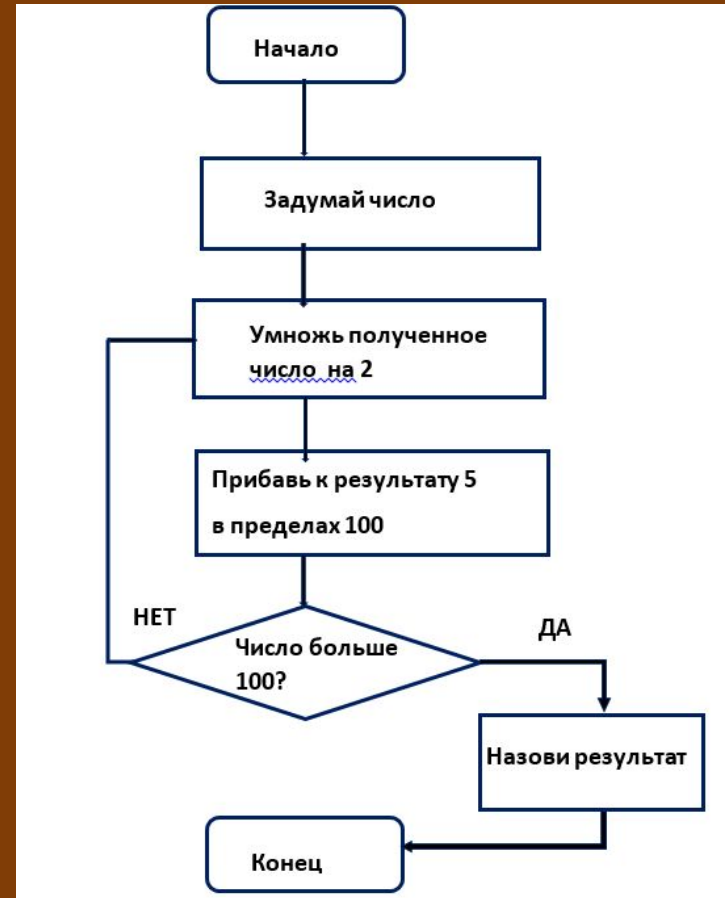 Начало
Задумай число
Умножь полученное
число на 2
Прибавь к результату 5
в пределах 100
НЕТ
Число больше
100?
ДА
Назови результат
Конец